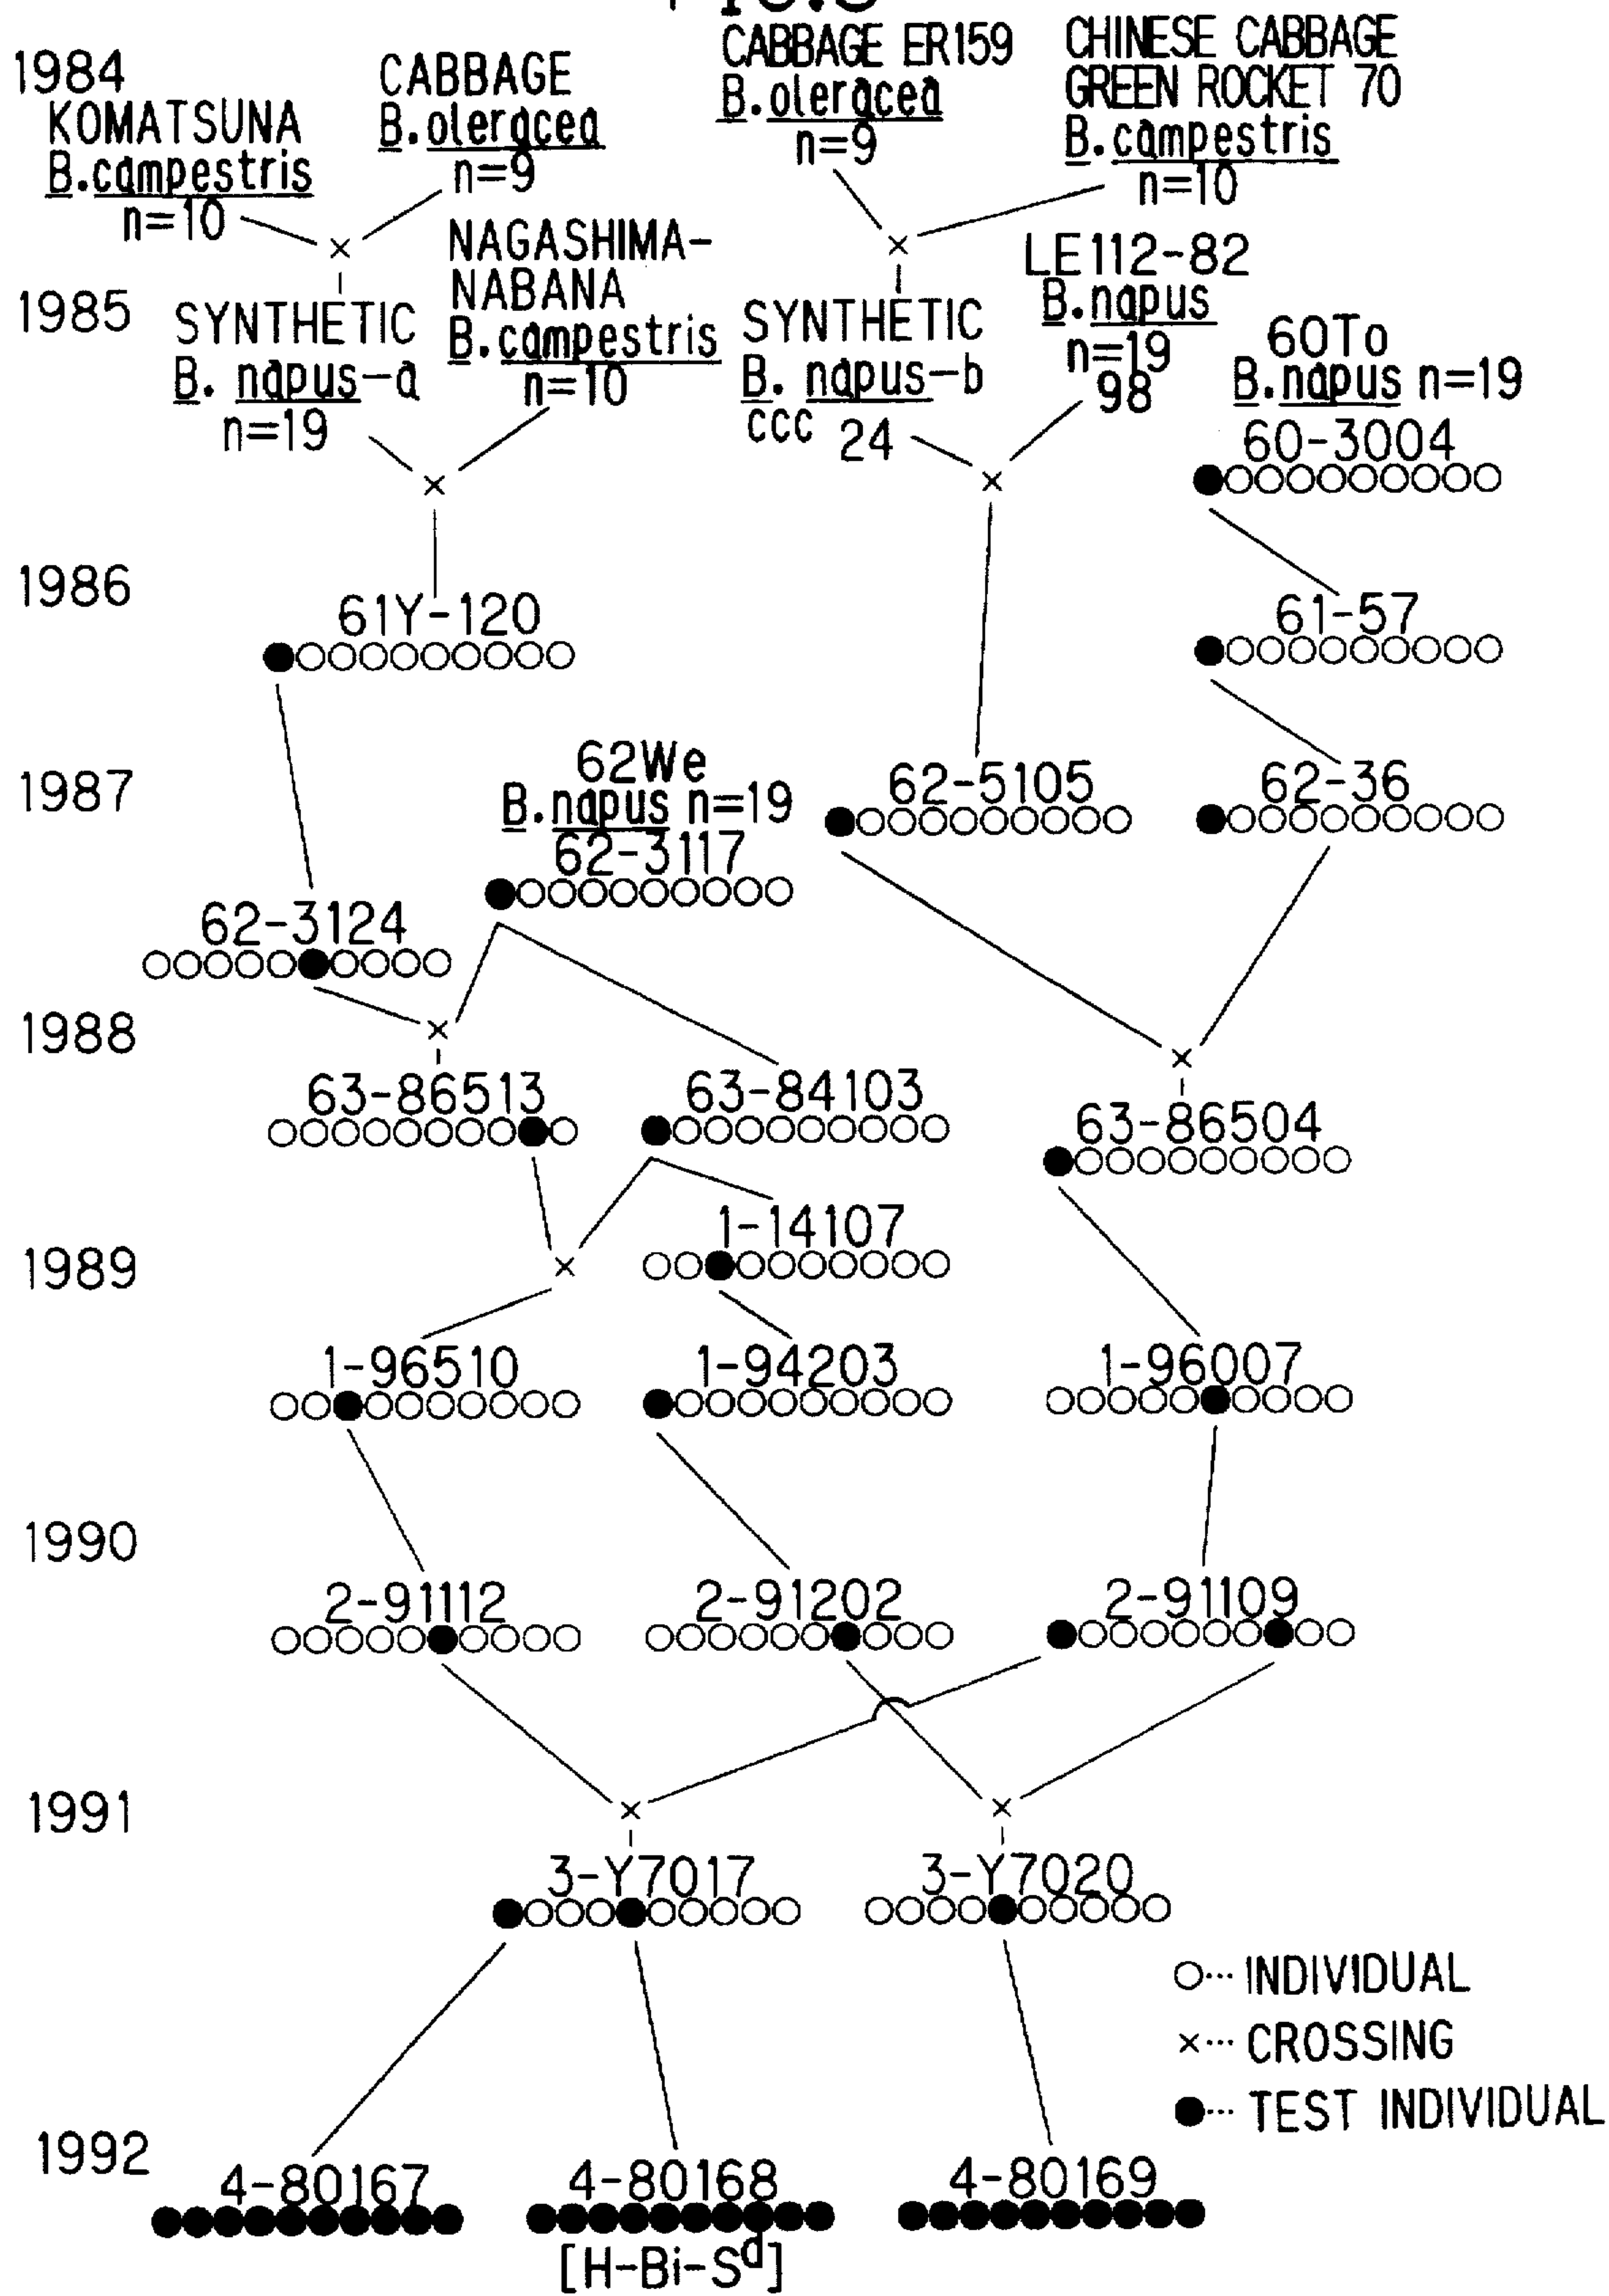 FIG.3
1984
KOMATSUNA
B.campestris
n=10
CABBAGE
B.oleracea
n=9
CABBAGE ER159
B.oleracea
n=9
CHINESE CABBAGE
GREEN ROCKET 70
B.campestris
n=10
×
×
1985
SYNTHETIC
B. napus-a
n=19
NAGASHIMA-
NABANA
B.campestris
n=10
SYNTHETIC
B. napus-b
ccc 24
LE112-82
B.napus
n=19
98
60To
B.napus n=19
60-3004
×
×
1986
61Y-120
61-57
1987
62We
B.napus n=19
62-3117
62-5105
62-36
62-3124
1988
×
×
63-86513
63-84103
63-86504
1989
×
1-14107
1-96510
1-94203
1-96007
1990
2-91112
2-91202
2-91109
1991
×
×
3-Y7017
3-Y7020
○··· INDIVIDUAL
×··· CROSSING
●··· TEST INDIVIDUAL
1992
4-80167
4-80168
4-80169
[H-Bi-Sd]